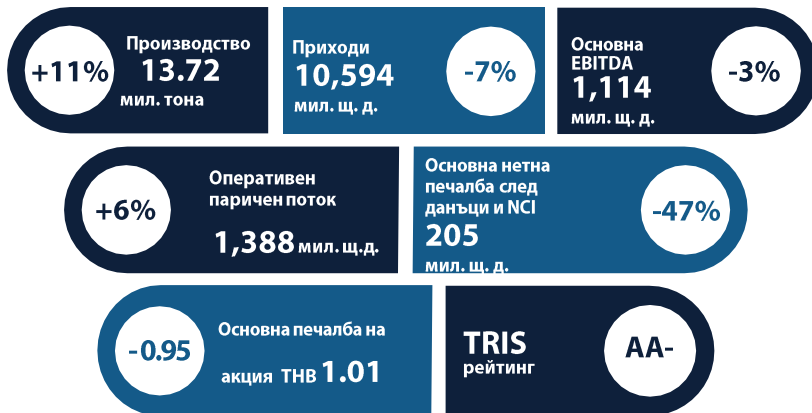 +11%
Производство
13.72
мил. тона
Приходи
10,594
мил. щ. д.
-7%
Основна
EBITDA
1,114
мил. щ. д.
-3%
+6%
Оперативен
паричен поток
1,388 мил. щ.д.
Основна нетна
печалба след
данъци и NCI
205
мил. щ. д.
-47%
-0.95
Основна печалба на
акция THB 1.01
TRIS
рейтинг
AA-